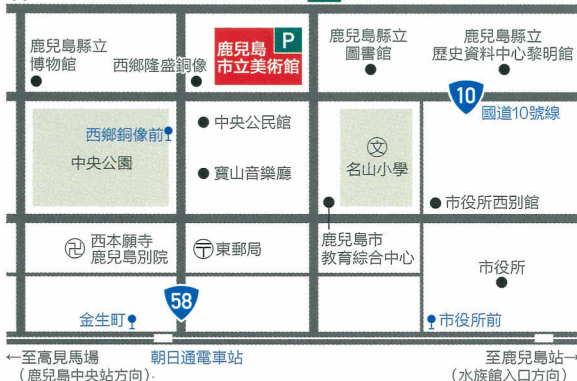 鹿兒島縣立
博物館
西鄉隆盛銅像
鹿兒島
市立美術館
P
鹿兒島縣立
圖書館
鹿兒島縣立
歷史資料中心黎明館
10
國道10號線
西鄉銅像前
中央公園
中央公民館
寶山音樂廳
文
名山小學
市役所西別館
卍
西本願寺
鹿兒島別院
〒
東郵局
鹿兒島市
教育綜合中心
市役所
58
金生町
市役所前
←至高見馬場
(鹿兒島中央站方向)
朝日通電車站
至鹿兒島站→
(水族館入口方向)